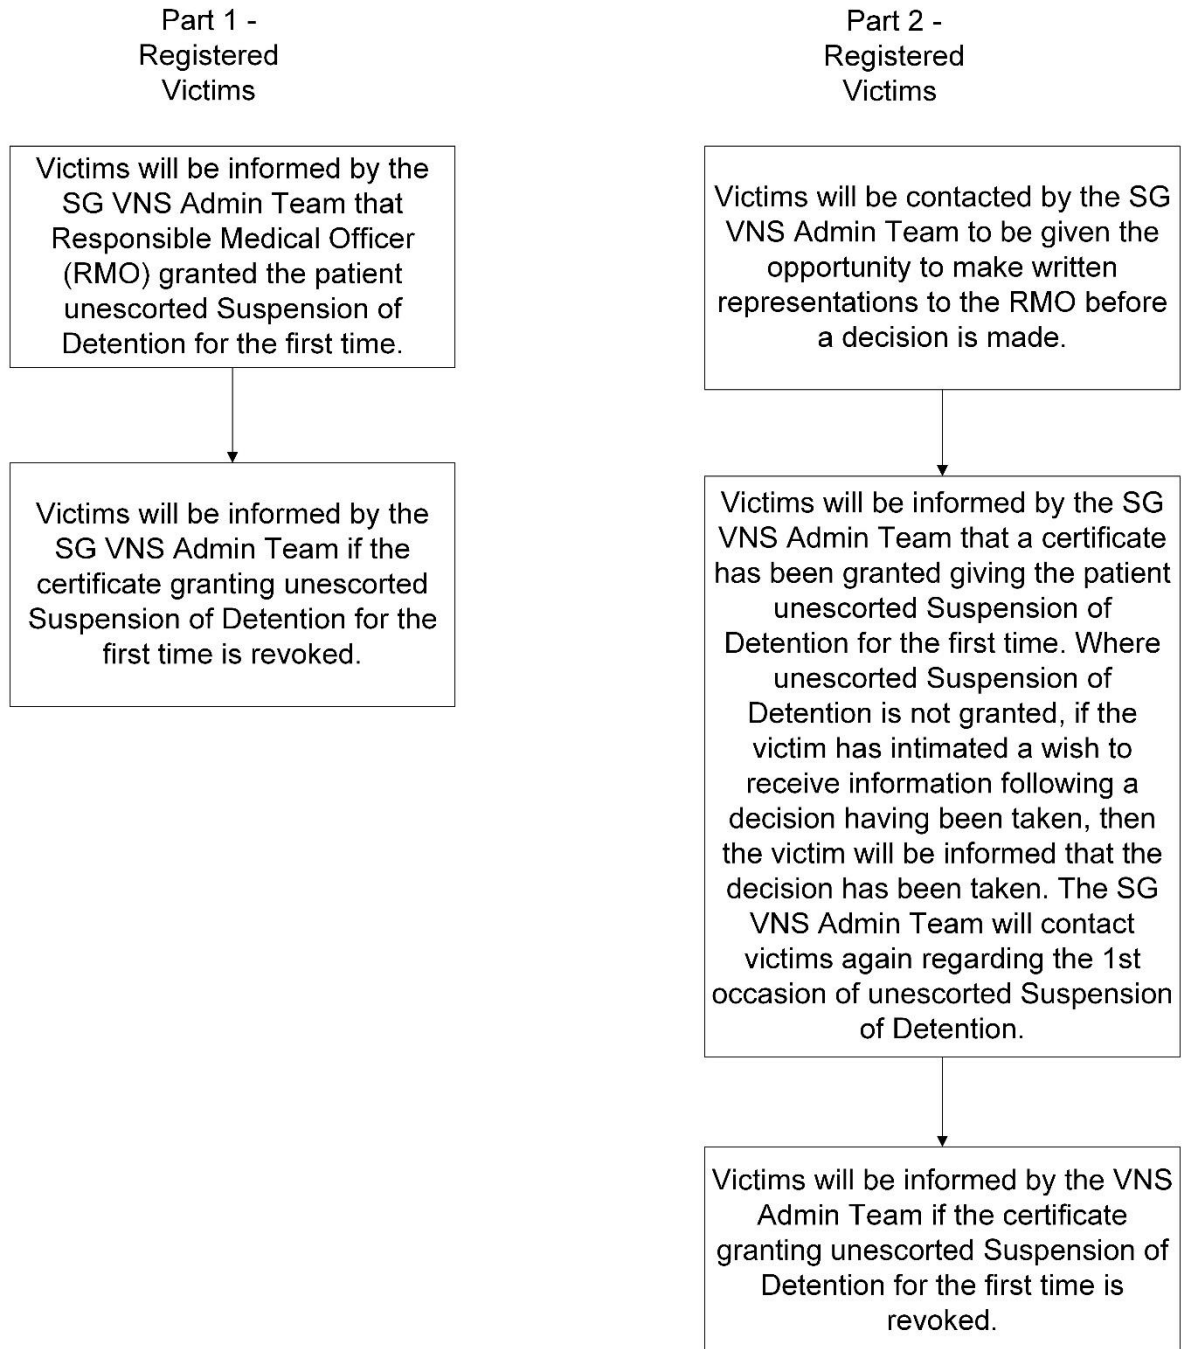 Part 1 -
Registered
Victims
Victims will be informed by the
SG VNS Admin Team that
Responsible Medical Officer
(RMO) granted the patient
unescorted Suspension of
Detention for the first time.
Victims will be informed by the
SG VNS Admin Team if the
certificate granting unescorted
Suspension of Detention for the
first time is revoked.
Part 2 -
Registered
Victims
Victims will be contacted by the SG
VNS Admin Team to be given the
opportunity to make written
representations to the RMO before
a decision is made.
Victims will be informed by the SG
VNS Admin Team that a certificate
has been granted giving the patient
unescorted Suspension of
Detention for the first time. Where
unescorted Suspension of
Detention is not granted, if the
victim has intimated a wish to
receive information following a
decision having been taken, then
the victim will be informed that the
decision has been taken. The SG
VNS Admin Team will contact
victims again regarding the 1st
occasion of unescorted Suspension
of Detention.
Victims will be informed by the VNS
Admin Team if the certificate
granting unescorted Suspension of
Detention for the first time is
revoked.